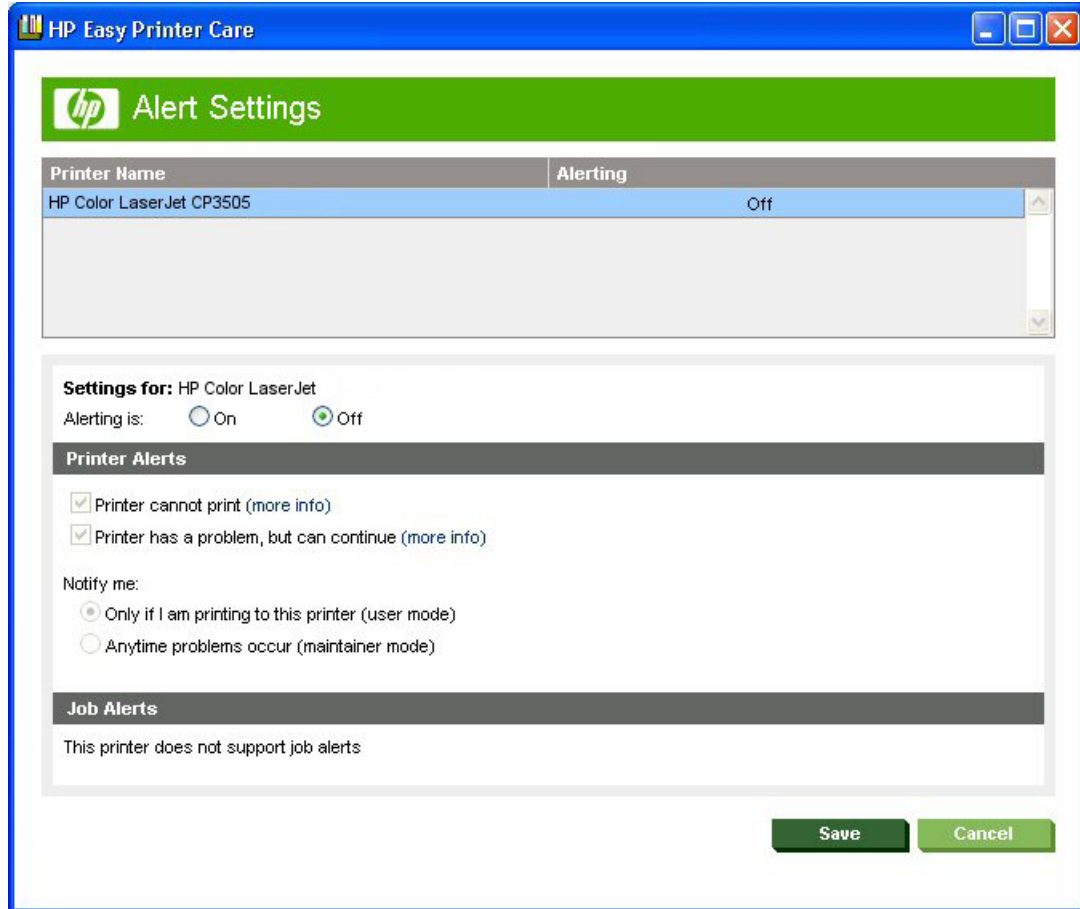 HP Easy Printer Care
hp Alert Settings
Printer Name Alerting
HP Color LaserJet CP3505 Off
Settings for: HP Color LaserJet
Alerting is: On Off
Printer Alerts
Printer cannot print (more info)
Printer has a problem, but can continue (more info)
Notify me:
Only if I am printing to this printer (user mode)
Anytime problems occur (maintainer mode)
Job Alerts
This printer does not support job alerts
Save Cancel